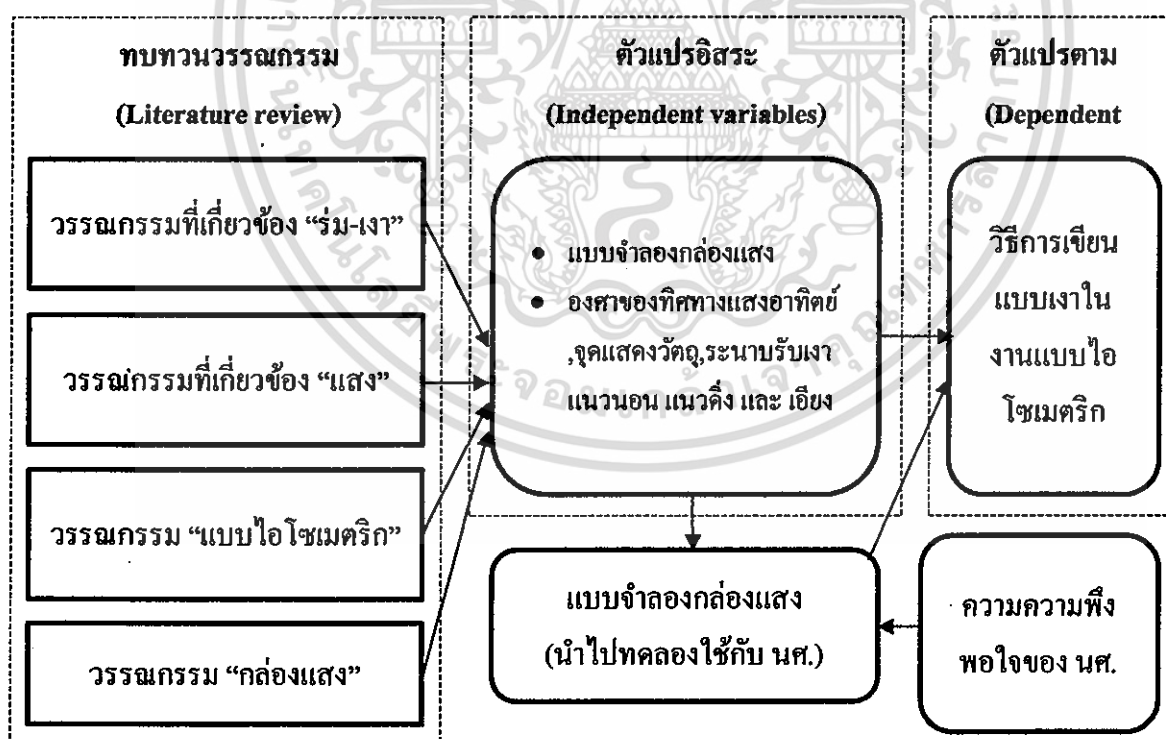 ทบทวนวรรณกรรม
(Literature review)
วรรณกรรมที่เกี่ยวข้อง “ร่ม-เงา”
วรรณกรรมที่เกี่ยวข้อง “แสง”
วรรณกรรม “แบบไอโซเมตริก”
วรรณกรรม “กล่องแสง”
ตัวแปรอิสระ
(Independent variables)
• แบบจำลองกล่องแสง
• องศาของทิศทางแสงอาทิตย์
,จุดแสดงวัตถุ,ระนาบรับเงา
แนวนอน แนวดิ่ง และ เอียง
แบบจำลองกล่องแสง
(นำไปทดลองใช้กับ นศ.)
ตัวแปรตาม
(Dependent
วิธีการเขียน
แบบเงาใน
งานแบบไอ
โซเมตริก
ความความพึง
พอใจของ นศ.